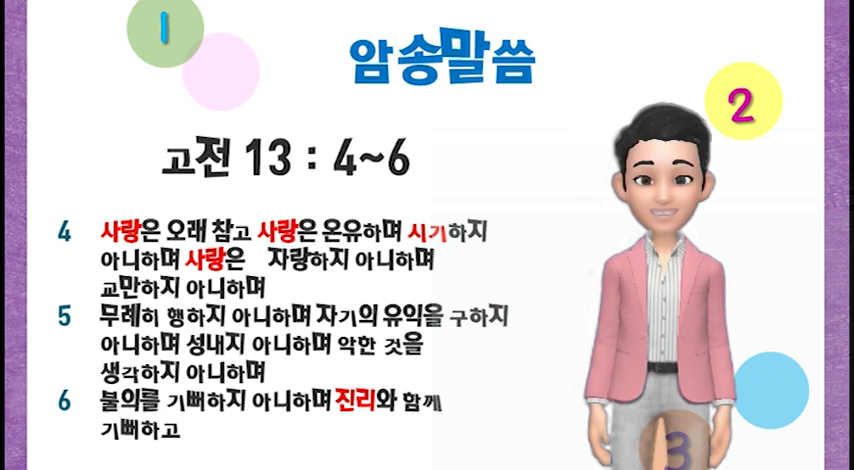 1
암송말씀
2
고전 13 : 4~6
4 사랑은 오래 참고 사랑은 온유하며 시기하지
아니하며 사랑은 자랑하지 아니하며
교만하지 아니하며
5 무례히 행하지 아니하며 자기의 유익을 구하지
아니하며 성내지 아니하며 악한 것을
생각하지 아니하며
6 불의를 기뻐하지 아니하며 진리와 함께
기뻐하고
3